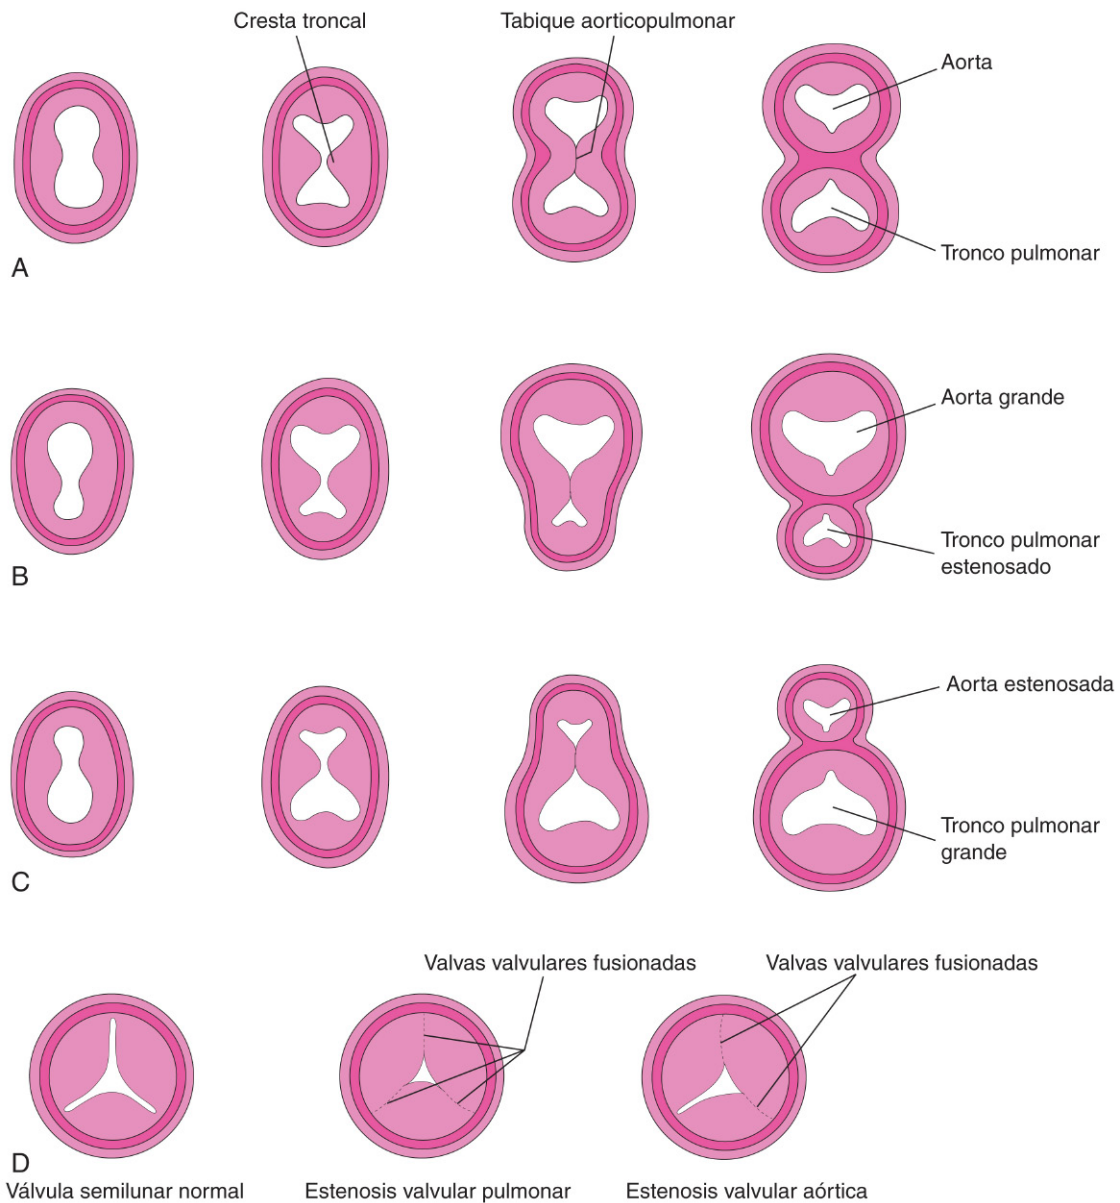 Cresta troncal
Tabique aorticopulmonar
Aorta
Tronco pulmonar
A
Aorta grande
Tronco pulmonar
estenosado
B
Aorta estenosada
Tronco pulmonar
grande
C
Valvas valvulares fusionadas
Valvas valvulares fusionadas
D
Válvula semilunar normal
Estenosis valvular pulmonar
Estenosis valvular aórtica